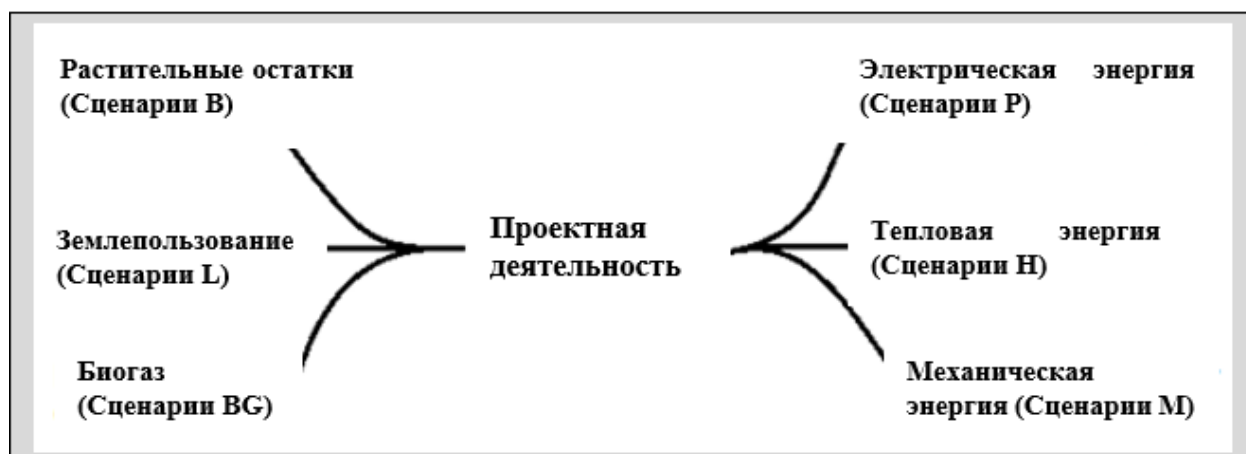 Растительные остатки
(Сценарии B)
Землепользование
(Сценарии L)
Биогаз
(Сценарии BG)
Проектная
деятельность
Электрическая энергия
(Сценарии P)
Тепловая энергия
(Сценарии H)
Механическая
энергия (Сценарии M)